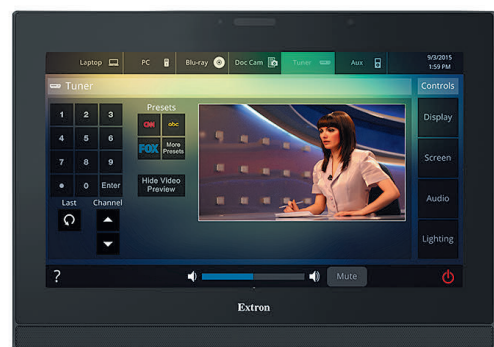 Laptop
PC
Blu-ray
Doc Cam
Tuner
Aux
9/3/2015
1:59 PM
Tuner
Controls
1 2 3
4 5 6
7 8 9
0 Enter
Last Channel
Presets
CNN abc
FOX More
Presets
Hide Video
Preview
Display
Screen
Audio
Lighting
?
Mute
Extron